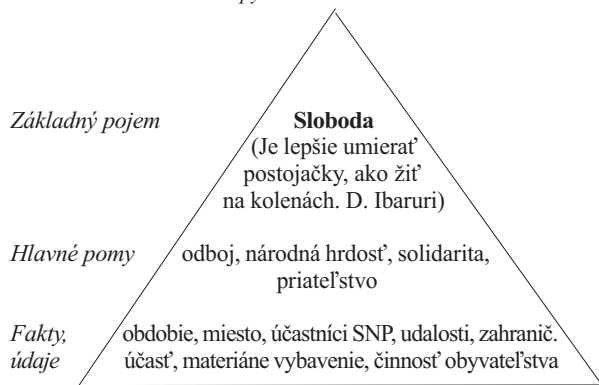 Základný pojem
Sloboda
(Je lepšie umierať
postojačky, ako žiť
na kolenách. D. Ibaruri)
Hlavné pomy
odboj, národná hrdosť, solidarita,
priateľstvo
Fakty,
údaje
obdobie, miesto, účastníci SNP, udalosti, zahranič.
účasť, materiáne vybavenie, činnosť obyvateľstva